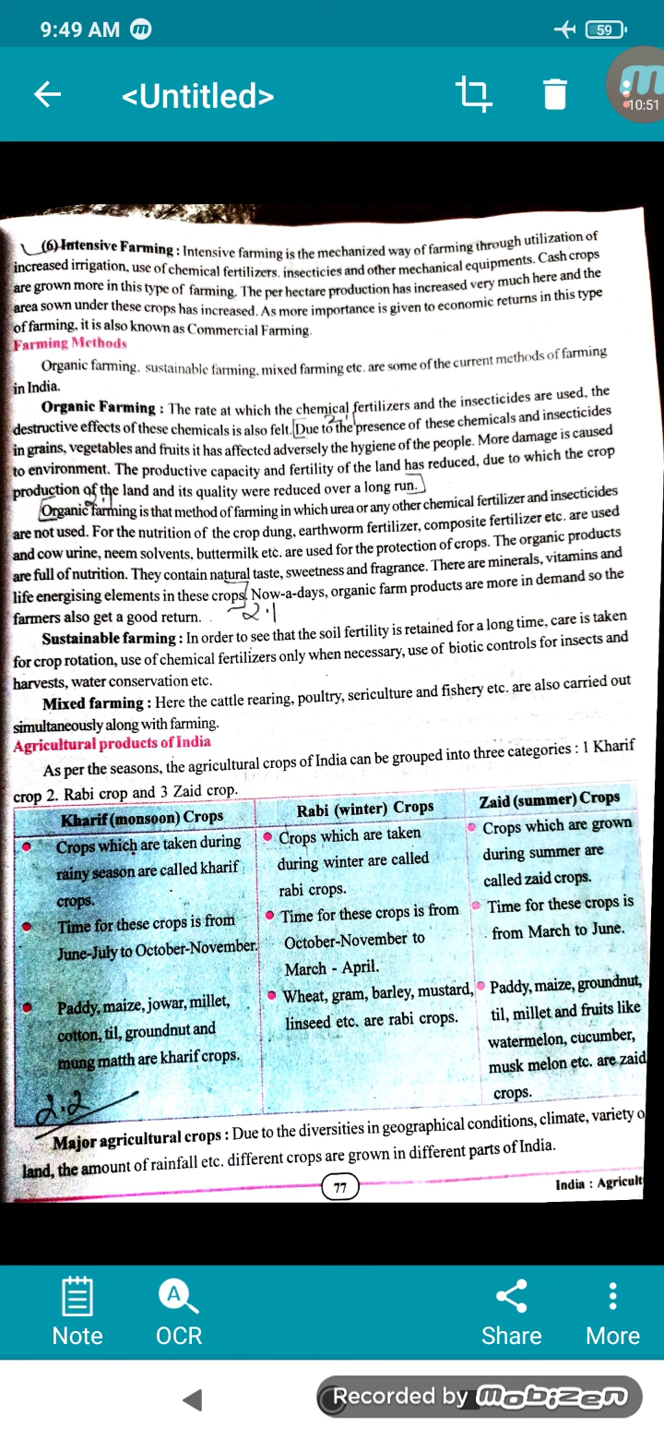 9:49 AM m
59
<Untitled>
10:51
(6) Intensive Farming : Intensive farming is the mechanized way of farming through utilization of
increased irrigation, use of chemical fertilizers, insecticies and other mechanical equipments. Cash crops
are grown more in this type of farming. The per hectare production has increased very much here and the
area sown under these crops has increased. As more importance is given to economic returns in this type
of farming, it is also known as Commercial Farming.
Farming Methods
Organic farming, sustainable farming, mixed farming etc. are some of the current methods of farming
in India.
Organic Farming : The rate at which the chemical fertilizers and the insecticides are used, the
destructive effects of these chemicals is also felt. Due to the presence of these chemicals and insecticides
in grains, vegetables and fruits it has affected adversely the hygiene of the people. More damage is caused
to environment. The productive capacity and fertility of the land has reduced, due to which the crop
production of the land and its quality were reduced over a long run.
Organic farming is that method of farming in which urea or any other chemical fertilizer and insecticides
are not used. For the nutrition of the crop dung, earthworm fertilizer, composite fertilizer etc. are used
and cow urine, neem solvents, buttermilk etc. are used for the protection of crops. The organic products
are full of nutrition. They contain natural taste, sweetness and fragrance. There are minerals, vitamins and
life energising elements in these crops. Now-a-days, organic farm products are more in demand so the
farmers also get a good return.
2.1
Sustainable farming : In order to see that the soil fertility is retained for a long time, care is taken
for crop rotation, use of chemical fertilizers only when necessary, use of biotic controls for insects and
harvests, water conservation etc.
Mixed farming : Here the cattle rearing, poultry, sericulture and fishery etc. are also carried out
simultaneously along with farming.
Agricultural products of India
As per the seasons, the agricultural crops of India can be grouped into three categories : 1 Kharif
crop 2. Rabi crop and 3 Zaid crop.
Kharif (monsoon) Crops
Crops which are taken during
rainy season are called kharif
crops.
Time for these crops is from
June-July to October-November.
Paddy, maize, jowar, millet,
cotton, til, groundnut and
mung matth are kharif crops.
Rabi (winter) Crops
Crops which are taken
during winter are called
rabi crops.
Time for these crops is from
October-November to
March - April.
Wheat, gram, barley, mustard,
linseed etc. are rabi crops.
Zaid (summer) Crops
Crops which are grown
during summer are
called zaid crops.
Time for these crops is
from March to June.
Paddy, maize, groundnut,
til, millet and fruits like
watermelon, cucumber,
musk melon etc. are zaid
crops.
2.2
Major agricultural crops : Due to the diversities in geographical conditions, climate, variety o
land, the amount of rainfall etc. different crops are grown in different parts of India.
77
India : Agricult
Note
OCR
Share
More
Recorded by mobizen